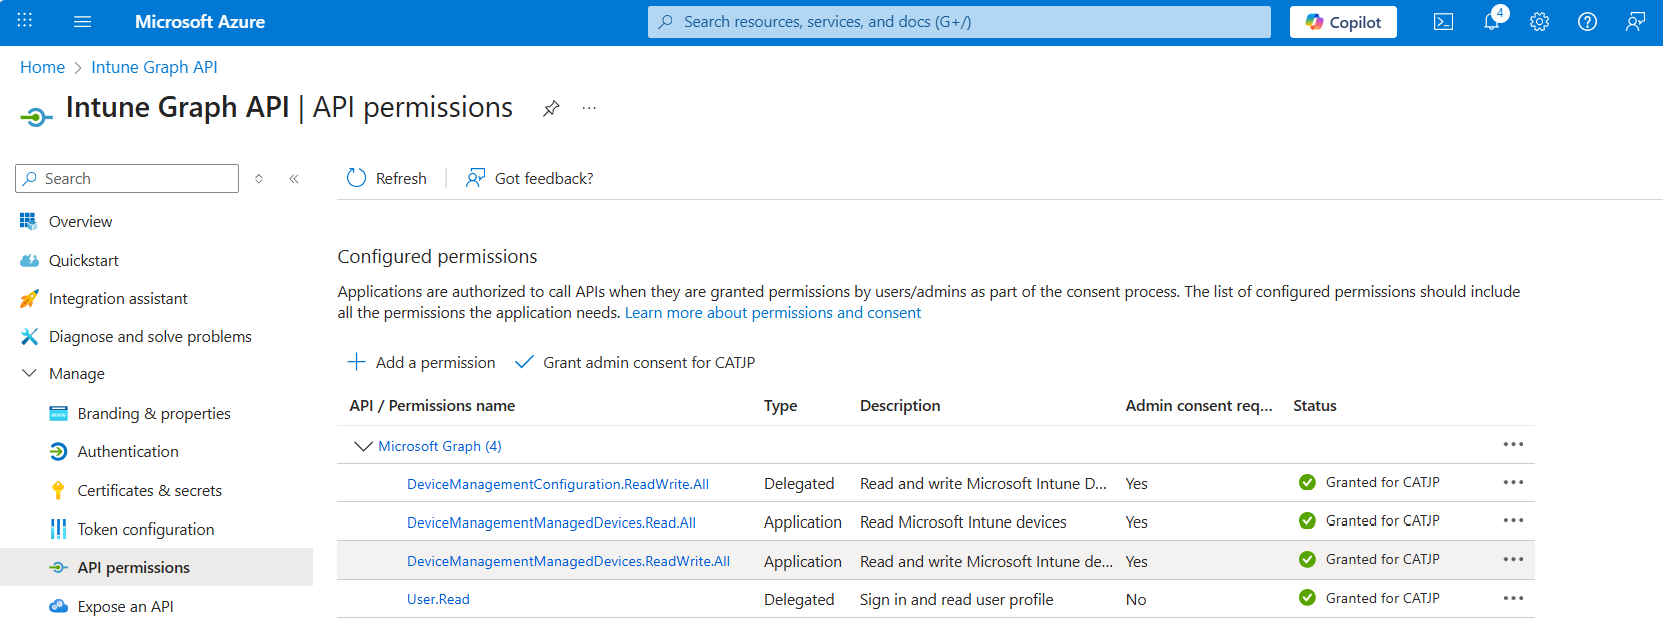 Microsoft Azure
Search resources, services, and docs (G+/)
Copilot
4
Home > Intune Graph API
Intune Graph API | API permissions
Search
Refresh
Got feedback?
Overview
Quickstart
Integration assistant
Diagnose and solve problems
Manage
Branding & properties
Authentication
Certificates & secrets
Token configuration
API permissions
Expose an API
Configured permissions
Applications are authorized to call APIs when they are granted permissions by users/admins as part of the consent process. The list of configured permissions should include
all the permissions the application needs. Learn more about permissions and consent
Add a permission
Grant admin consent for CATJP
API / Permissions name Type Description Admin consent req... Status
Microsoft Graph (4)
DeviceManagementConfiguration.ReadWrite.All Delegated Read and write Microsoft Intune D... Yes Granted for CATJP
DeviceManagementManagedDevices.Read.All Application Read Microsoft Intune devices Yes Granted for CATJP
DeviceManagementManagedDevices.ReadWrite.All Application Read and write Microsoft Intune de... Yes Granted for CATJP
User.Read Delegated Sign in and read user profile No Granted for CATJP